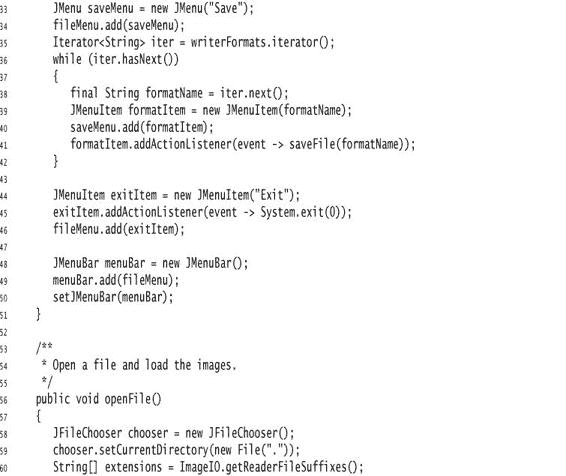 33 JMenu saveMenu = new JMenu("Save");
34 fileMenu.add(saveMenu);
35 Iterator<String> iter = writerFormats.iterator();
36 while (iter.hasNext())
37 {
38 final String formatName = iter.next();
39 JMenuItem formatItem = new JMenuItem(formatName);
40 saveMenu.add(formatItem);
41 formatItem.addActionListener(event -> saveFile(formatName));
42 }
43
44 JMenuItem exitItem = new JMenuItem("Exit");
45 exitItem.addActionListener(event -> System.exit(0));
46 fileMenu.add(exitItem);
47
48 JMenuBar menuBar = new JMenuBar();
49 menuBar.add(fileMenu);
50 setJMenuBar(menuBar);
51 }
52
53 /**
54 * Open a file and load the images.
55 */
56 public void openFile()
57 {
58 JFileChooser chooser = new JFileChooser();
59 chooser.setCurrentDirectory(new File("."));
60 String[] extensions = ImageIO.getReaderFileSuffixes();